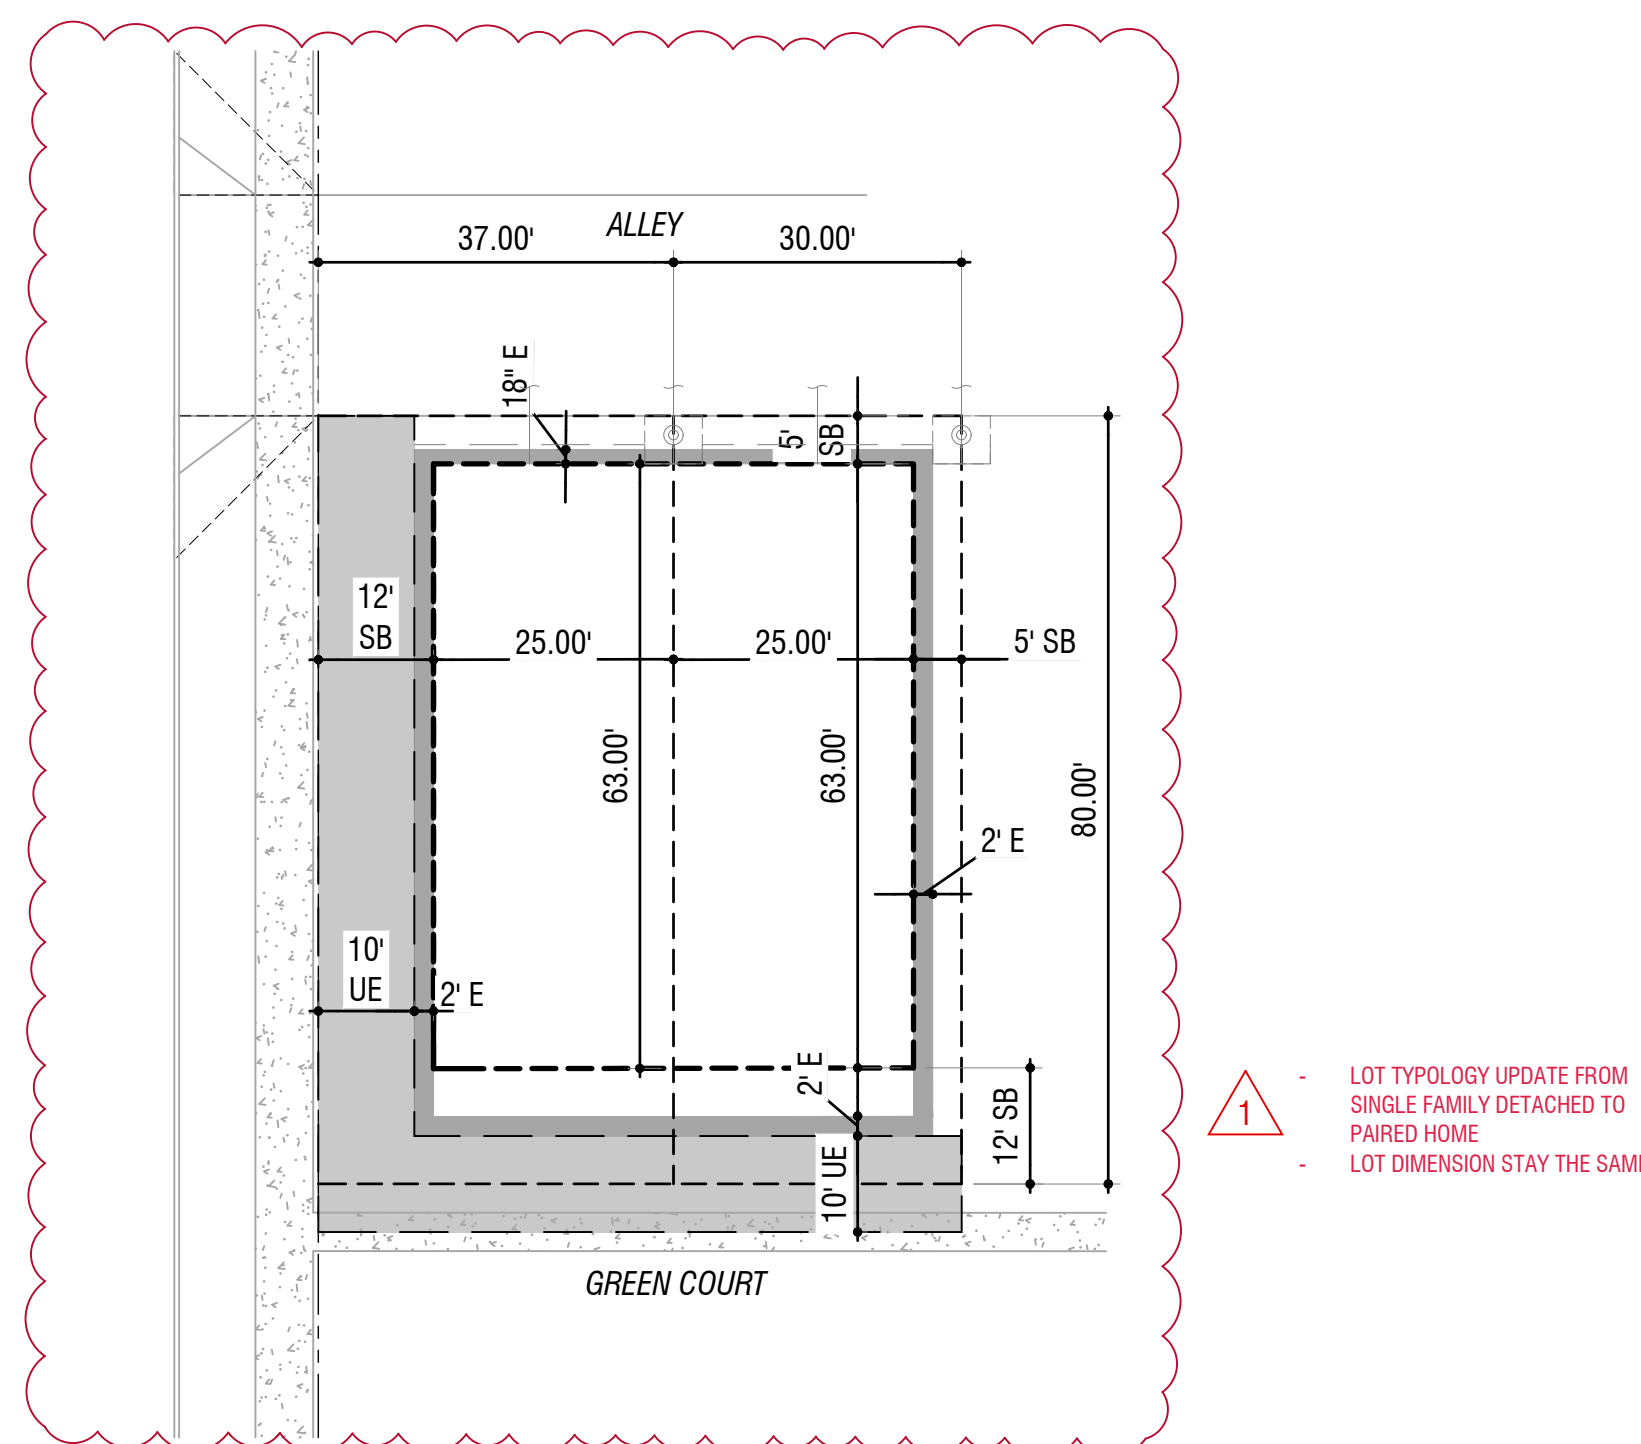 ALLEY
37.00'
30.00'
18" E
5'
SB
12'
SB
25.00'
25.00'
5' SB
63.00'
63.00'
80.00'
2' E
10'
UE
2' E
2' E
12' SB
10' UE
GREEN COURT
1
- LOT TYPOLOGY UPDATE FROM
SINGLE FAMILY DETACHED TO
PAIRED HOME
- LOT DIMENSION STAY THE SAM